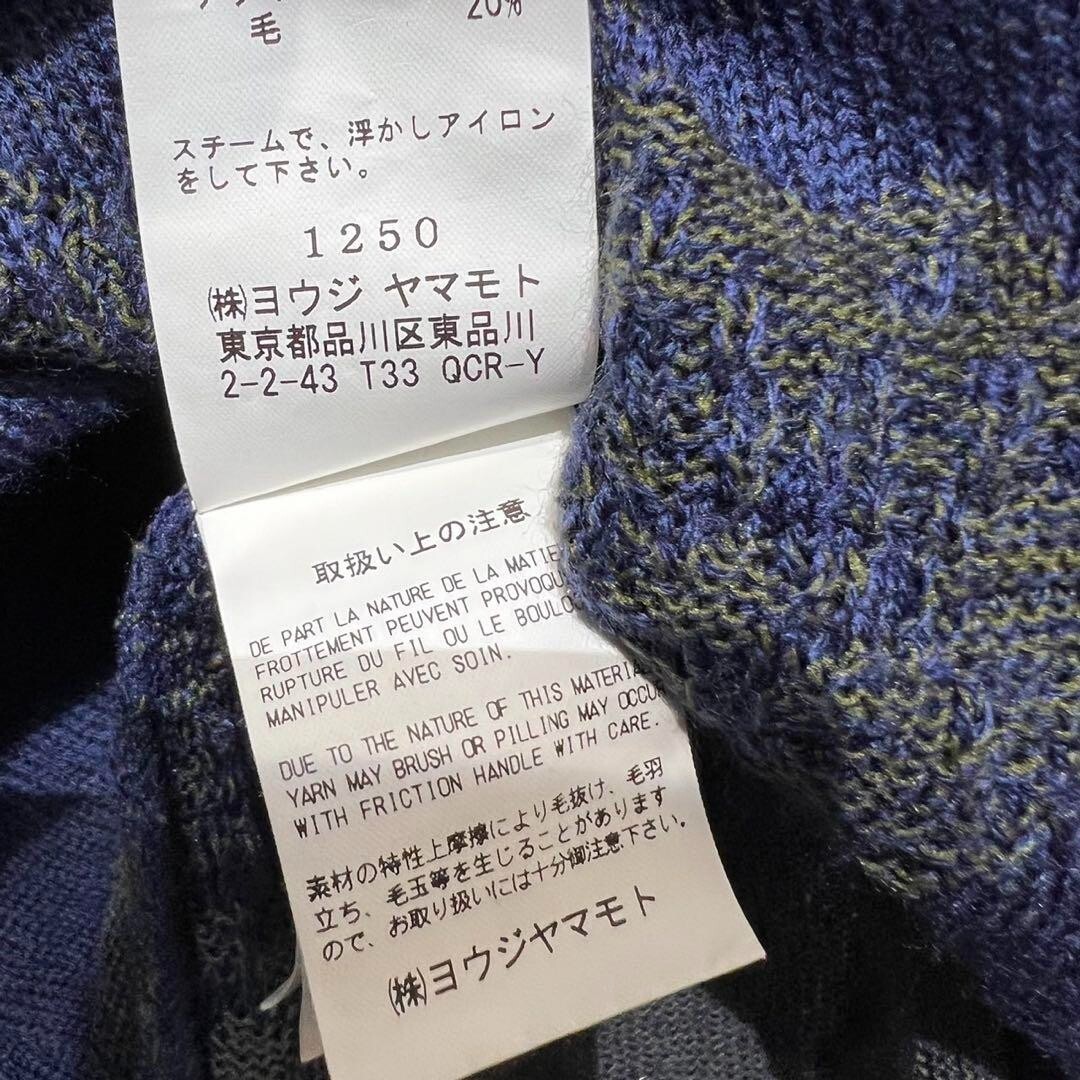 20%
毛
スチームで、浮かしアイロン
をして下さい。
1250
㈱ヨウジ ヤマモト
東京都品川区東品川
2-2-43 T33 QCR-Y
取扱い上の注意
DE PART LA NATURE DE LA
FROTTEMENT PEUVENT
RUPTURE DU FIL OU LE
MANIPULER AVEC SOIN.
DUE TO THE NATURE OF THIS
YARN MAY BRUSH OR PILLING MAY OCCUR
WITH FRICTION HANDLE WITH CARE.
素材の特性上摩擦により毛抜け、毛羽
立ち、毛玉等を生じることがあります
ので、お取り扱いには十分御注意下さい。
㈱ヨウジヤマモト